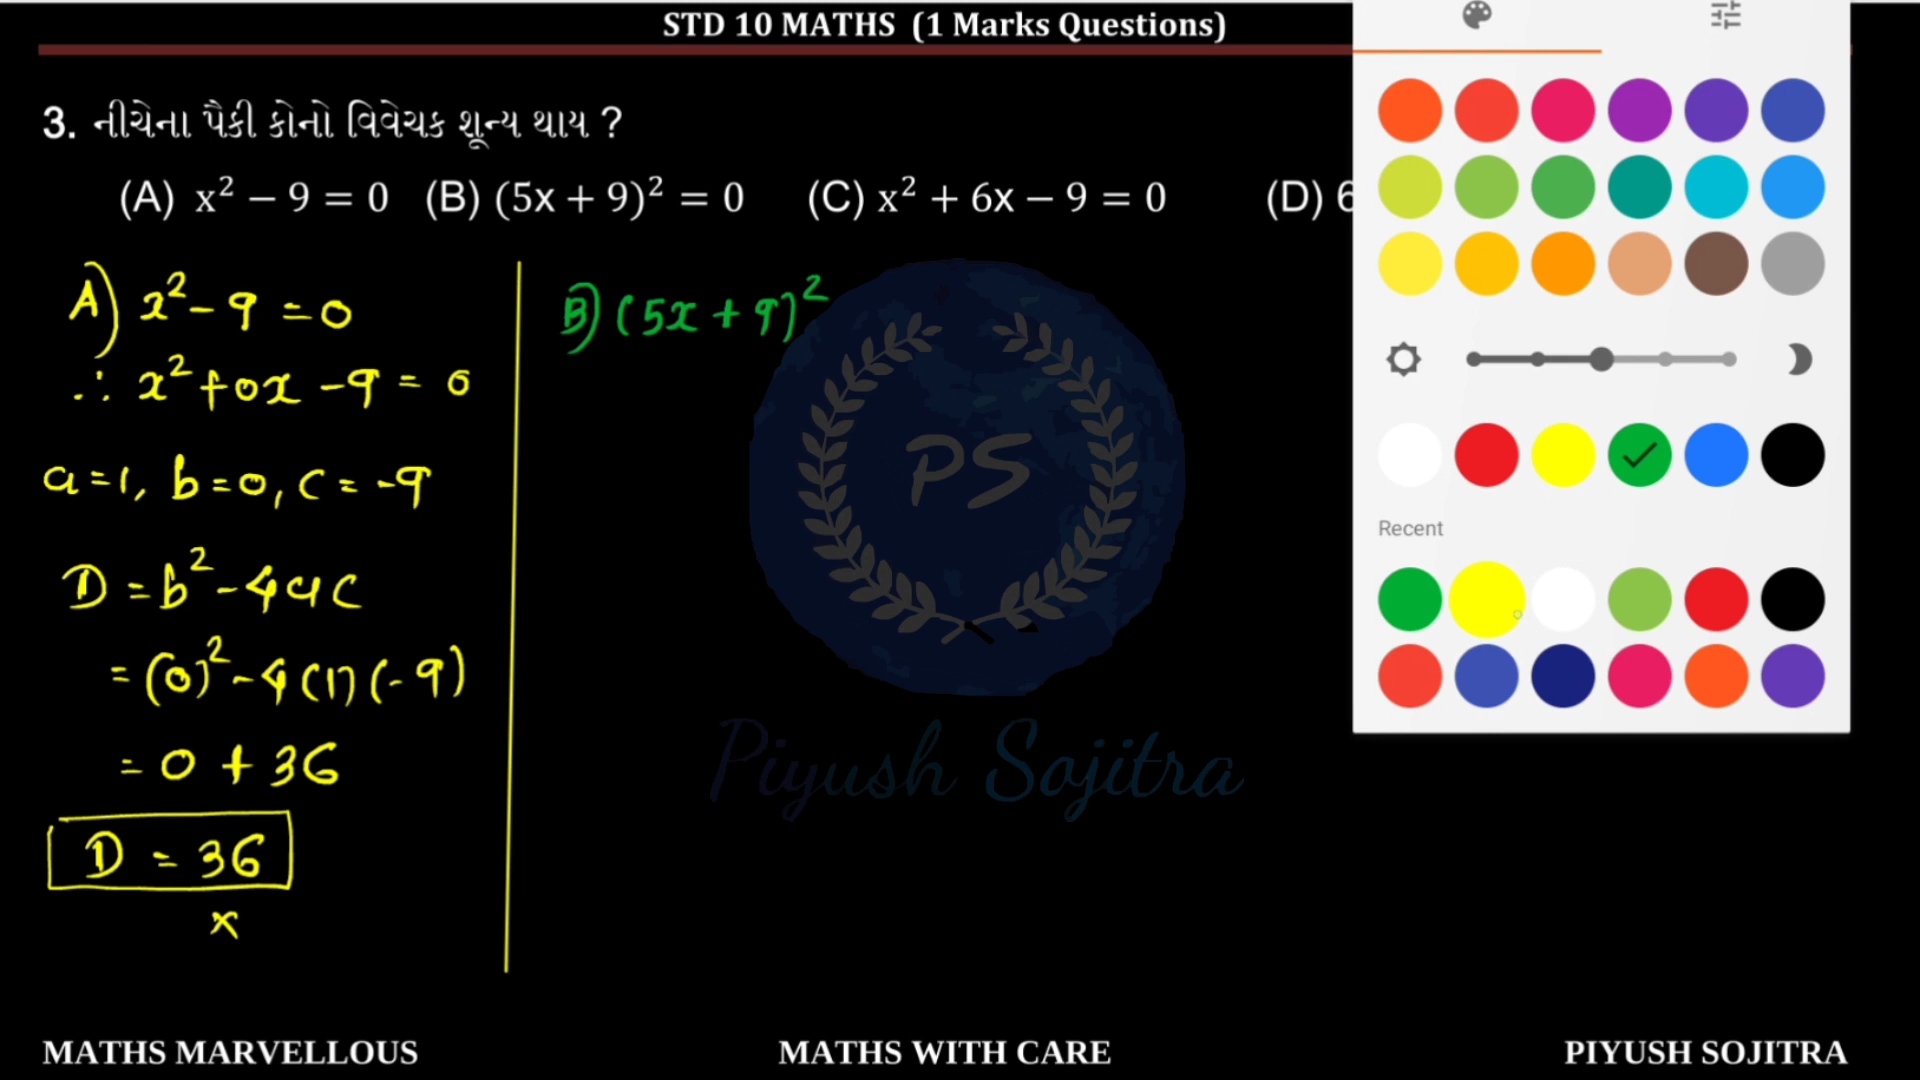 STD 10 MATHS (1 Marks Questions)
3. નીચેના પૈકી કોનો વિવેચક શૂન્ય થાય ?
(A) x² − 9 = 0 (B) (5x + 9)² = 0 (C) x² + 6x − 9 = 0 (D) 6
A) x² - 9 = 0
∴ x² + 0x - 9 = 0
a = 1, b = 0, c = -9
D = b² - 4ac
= (0)² - 4(1)(-9)
= 0 + 36
D = 36
x
B) (5x + 9)²
PS
Piyush Sojitra
Recent
MATHS MARVELLOUS
MATHS WITH CARE
PIYUSH SOJITRA